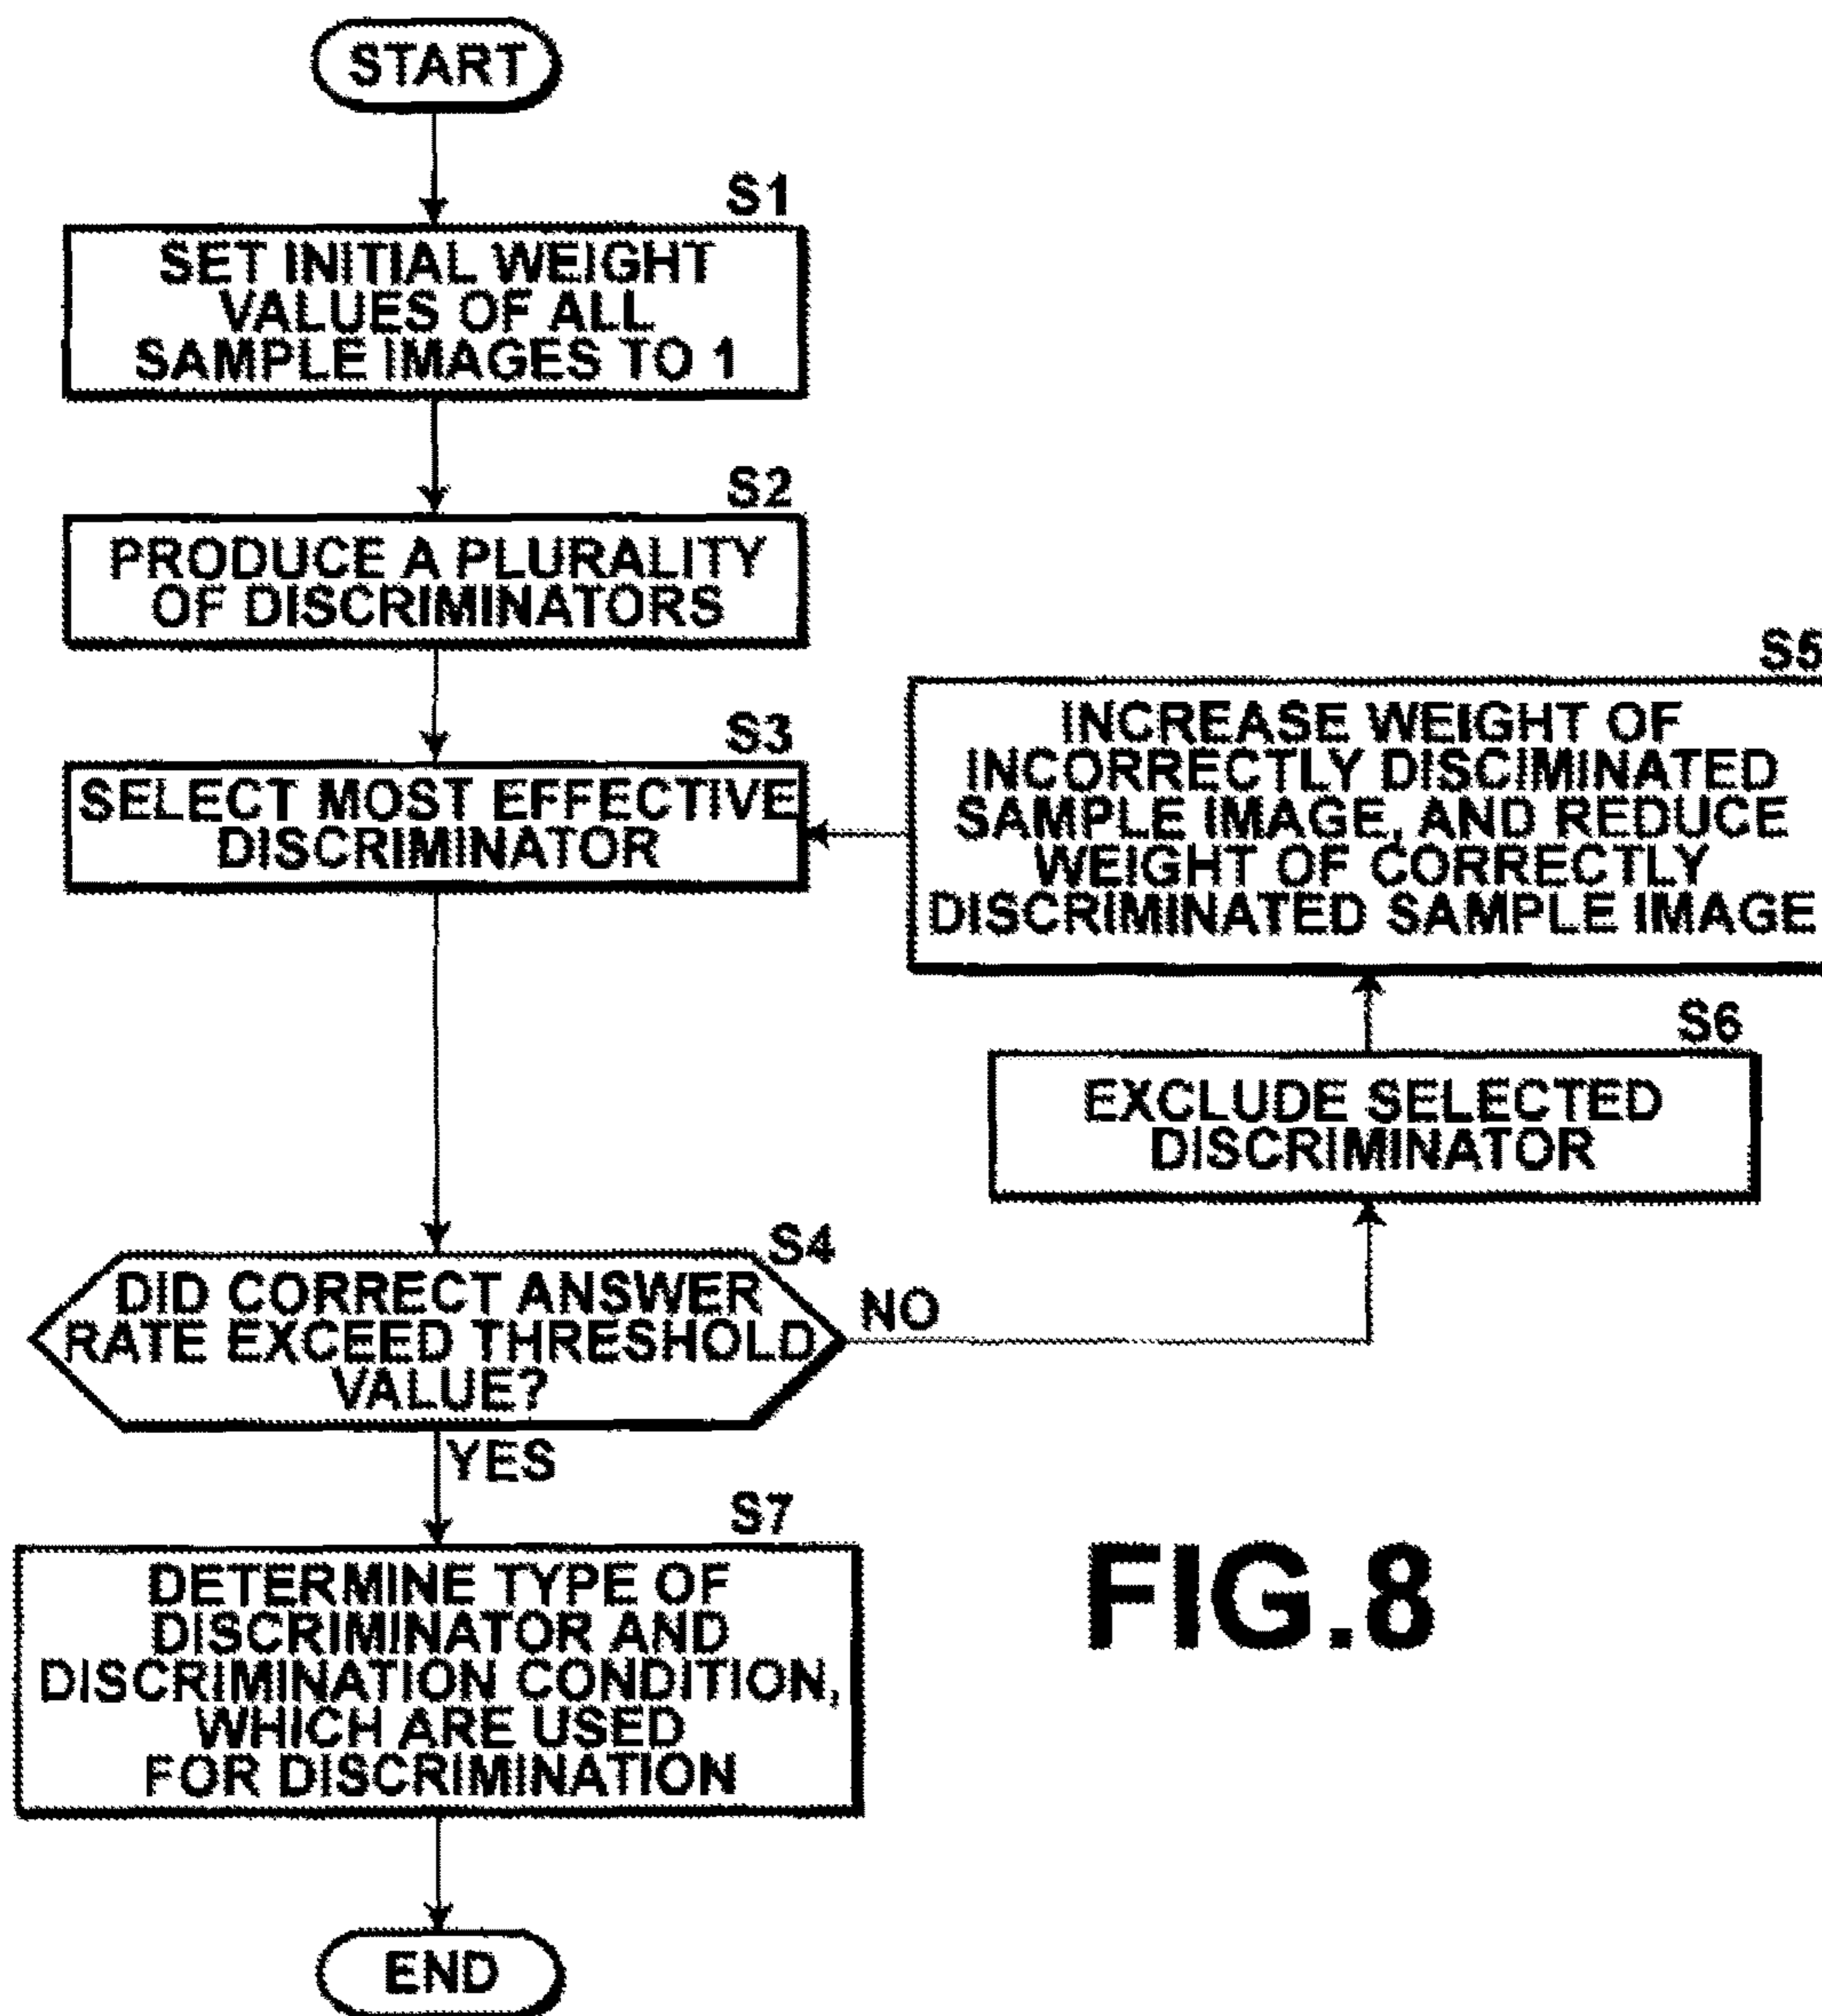 START
S1
SET INITIAL WEIGHT
VALUES OF ALL
SAMPLE IMAGES TO 1
S2
PRODUCE A PLURALITY
OF DISCRIMINATORS
S3
SELECT MOST EFFECTIVE
DISCRIMINATOR
S5
INCREASE WEIGHT OF
INCORRECTLY DISCIMINATED
SAMPLE IMAGE, AND REDUCE
WEIGHT OF CORRECTLY
DISCRIMINATED SAMPLE IMAGE
S6
EXCLUDE SELECTED
DISCRIMINATOR
S4
DID CORRECT ANSWER
RATE EXCEED THRESHOLD
VALUE?
NO
YES
S7
DETERMINE TYPE OF
DISCRIMINATOR AND
DISCRIMINATION CONDITION,
WHICH ARE USED
FOR DISCRIMINATION
END
FIG.8